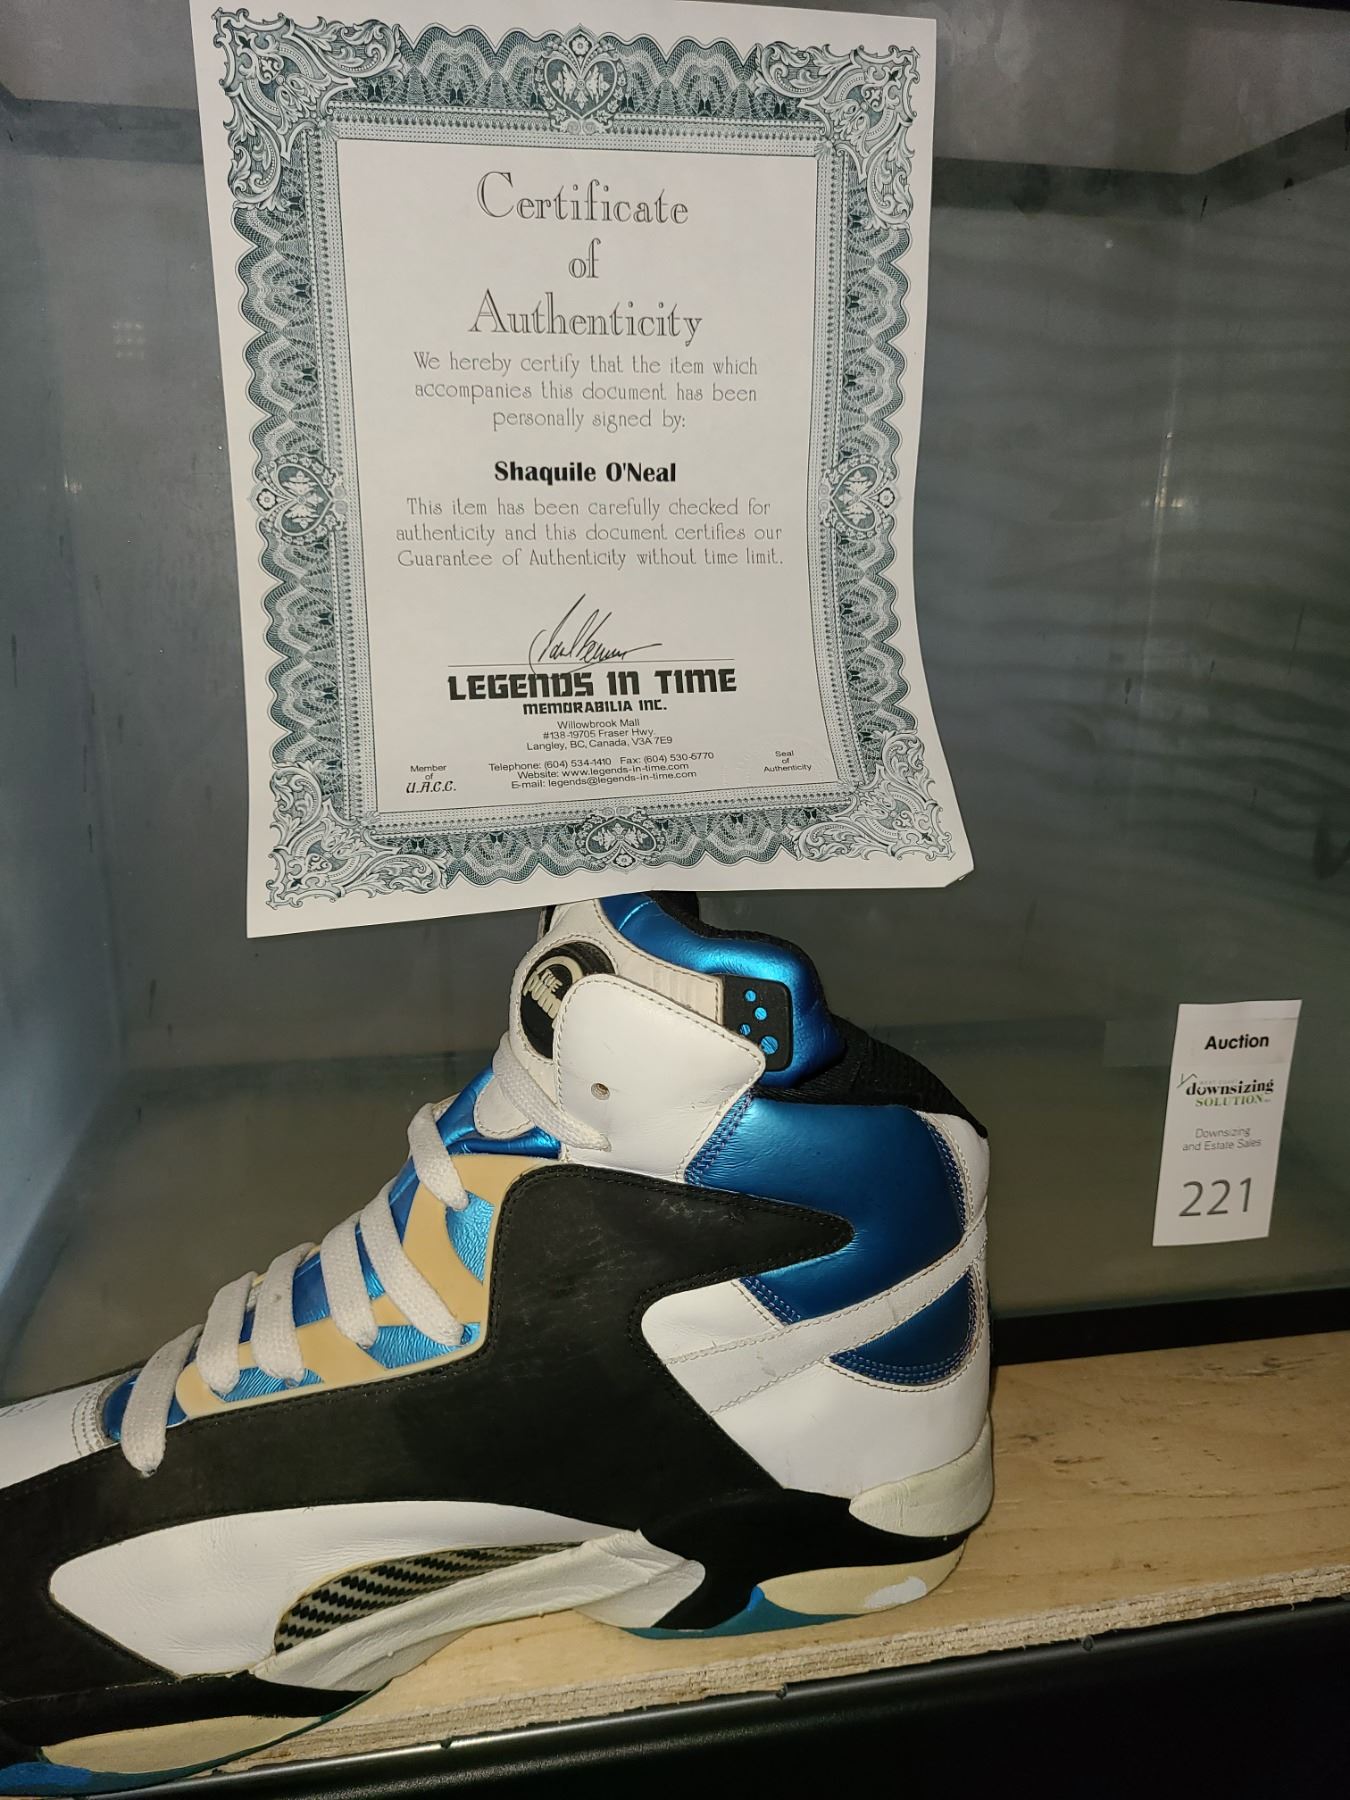 Certificate
of
Authenticity
We hereby certify that the item which
accompanies this document has been
personally signed by:
Shaquile O'Neal
This item has been carefully checked for
authenticity and this document certifies our
Guarantee of Authenticity without time limit.
LEGENDS IN TIME
MEMORABILIA INC.
Willowbrook Mall
#138-19705 Fraser Hwy.
Langley, BC, Canada, V3A 7E9
Telephone: (604) 534-1410 Fax: (604) 530-5770
Website: www.legends-in-time.com
E-mail: legends@legends-in-time.com
Member
of
U.A.C.C.
Seal
of
Authenticity
THE
PUMP
Auction
downsizing
SOLUTION
Downsizing
and Estate Sales
221